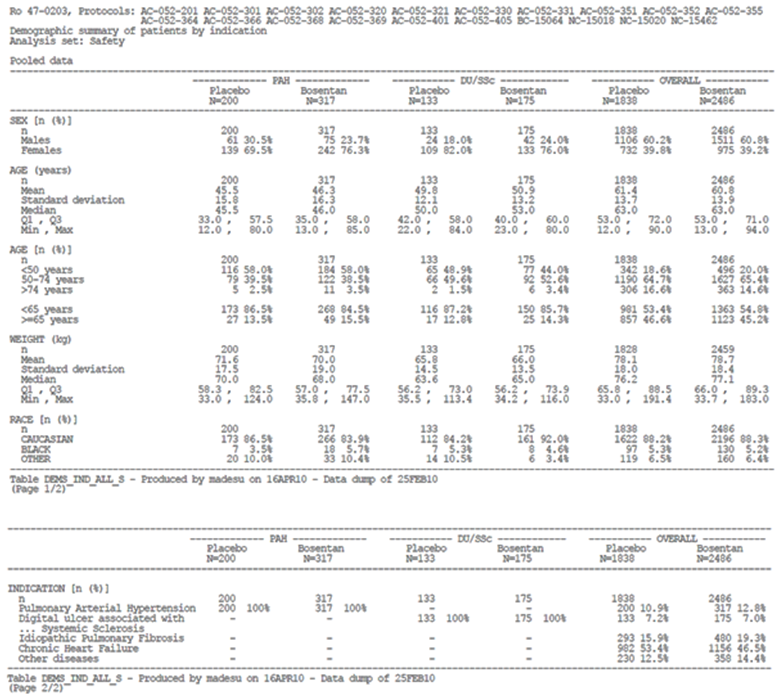 Ro 47-0203, Protocols: AC-052-201 AC-052-301 AC-052-302 AC-052-320 AC-052-321 AC-052-330 AC-052-331 AC-052-351 AC-052-352 AC-052-355
AC-052-364 AC-052-366 AC-052-368 AC-052-369 AC-052-401 AC-052-405 BC-15064 NC-15018 NC-15020 NC-15462
Demographic summary of patients by indication
Analysis set: Safety
Pooled data
PAH DU/SSc OVERALL
Placebo Bosentan Placebo Bosentan Placebo Bosentan
N=200 N=317 N=133 N=175 N=1838 N=2486
SEX [n (%)]
n 200 317 133 175 1838 2486
Males 61 30.5% 75 23.7% 24 18.0% 42 24.0% 1106 60.2% 1511 60.8%
Females 139 69.5% 242 76.3% 109 82.0% 133 76.0% 732 39.8% 975 39.2%
AGE (years)
n 200 317 133 175 1838 2486
Mean 45.5 46.3 49.8 50.9 61.4 60.8
Standard deviation 15.8 16.3 12.1 13.2 13.7 13.9
Median 45.5 46.0 50.0 53.0 63.0 63.0
Q1 , Q3 33.0 , 57.5 35.0 , 58.0 42.0 , 58.0 40.0 , 60.0 53.0 , 72.0 53.0 , 71.0
Min , Max 12.0 , 80.0 13.0 , 85.0 22.0 , 84.0 23.0 , 80.0 12.0 , 90.0 13.0 , 94.0
AGE [n (%)]
n 200 317 133 175 1838 2486
<50 years 116 58.0% 184 58.0% 65 48.9% 77 44.0% 342 18.6% 496 20.0%
50-74 years 79 39.5% 122 38.5% 66 49.6% 92 52.6% 1190 64.7% 1627 65.4%
>74 years 5 2.5% 11 3.5% 2 1.5% 6 3.4% 306 16.6% 363 14.6%
<65 years 173 86.5% 268 84.5% 116 87.2% 150 85.7% 981 53.4% 1363 54.8%
>=65 years 27 13.5% 49 15.5% 17 12.8% 25 14.3% 857 46.6% 1123 45.2%
WEIGHT (kg)
n 200 317 133 175 1828 2459
Mean 71.6 70.0 65.8 66.0 78.1 78.7
Standard deviation 17.5 19.0 14.5 13.5 18.0 18.4
Median 70.0 68.0 63.6 65.0 76.2 77.1
Q1 , Q3 58.3 , 82.5 57.0 , 77.5 56.2 , 73.0 56.2 , 73.9 65.8 , 88.5 66.0 , 89.3
Min , Max 33.0 , 124.0 35.8 , 147.0 35.5 , 113.4 34.2 , 116.0 33.0 , 191.4 33.7 , 183.0
RACE [n (%)]
n 200 317 133 175 1838 2486
CAUCASIAN 173 86.5% 266 83.9% 112 84.2% 161 92.0% 1622 88.2% 2196 88.3%
BLACK 7 3.5% 18 5.7% 7 5.3% 8 4.6% 97 5.3% 130 5.2%
OTHER 20 10.0% 33 10.4% 14 10.5% 6 3.4% 119 6.5% 160 6.4%
Table DEMS_IND_ALL_S - Produced by madesu on 16APR10 - Data dump of 25FEB10
(Page 1/2)
PAH DU/SSc OVERALL
Placebo Bosentan Placebo Bosentan Placebo Bosentan
N=200 N=317 N=133 N=175 N=1838 N=2486
INDICATION [n (%)]
n 200 317 133 175 1838 2486
Pulmonary Arterial Hypertension 200 100% 317 100% - - 200 10.9% 317 12.8%
Digital ulcer associated with - - 133 100% 175 100% 133 7.2% 175 7.0%
... Systemic Sclerosis
Idiopathic Pulmonary Fibrosis - - - - 293 15.9% 480 19.3%
Chronic Heart Failure - - - - 982 53.4% 1156 46.5%
Other diseases - - - - 230 12.5% 358 14.4%
Table DEMS_IND_ALL_S - Produced by madesu on 16APR10 - Data dump of 25FEB10
(Page 2/2)